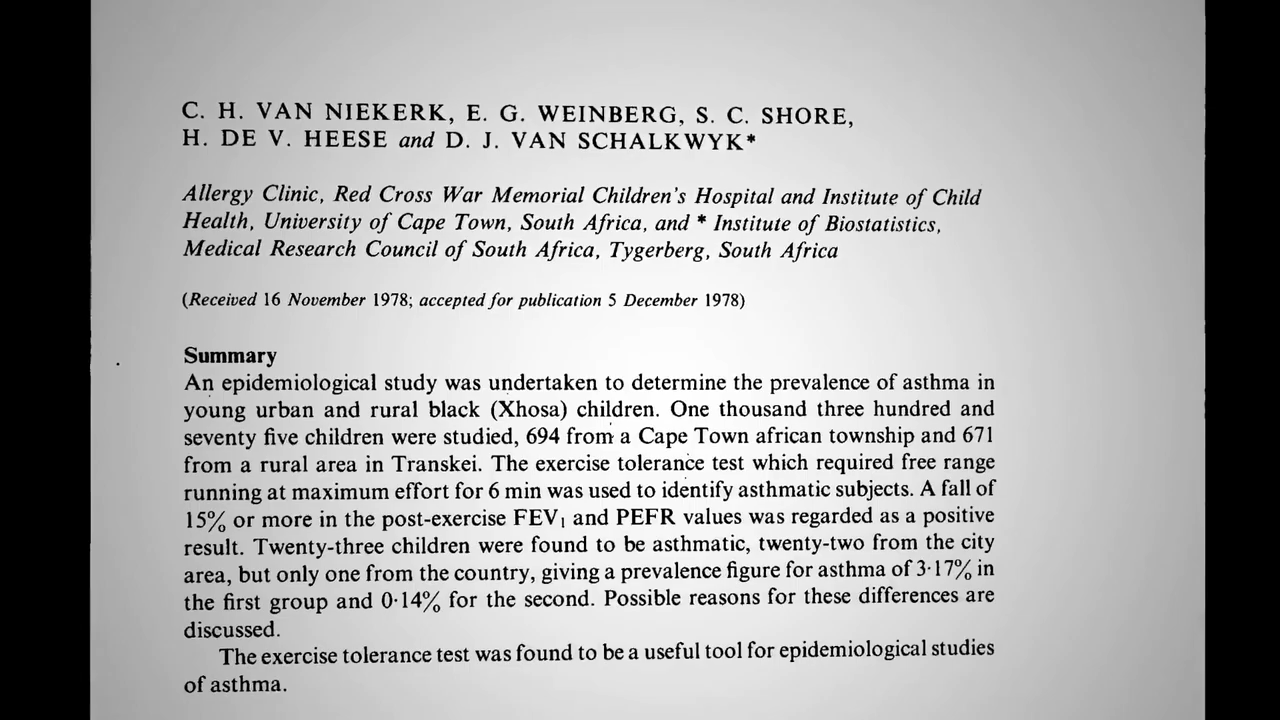 C. H. VAN NIEKERK, E. G. WEINBERG, S. C. SHORE,
H. DE V. HEESE and D. J. VAN SCHALKWYK*
Allergy Clinic, Red Cross War Memorial Children's Hospital and Institute of Child
Health, University of Cape Town, South Africa, and * Institute of Biostatistics,
Medical Research Council of South Africa, Tygerberg, South Africa
(Received 16 November 1978; accepted for publication 5 December 1978)
Summary
An epidemiological study was undertaken to determine the prevalence of asthma in
young urban and rural black (Xhosa) children. One thousand three hundred and
seventy five children were studied, 694 from a Cape Town african township and 671
from a rural area in Transkei. The exercise tolerance test which required free range
running at maximum effort for 6 min was used to identify asthmatic subjects. A fall of
15% or more in the post-exercise FEV₁ and PEFR values was regarded as a positive
result. Twenty-three children were found to be asthmatic, twenty-two from the city
area, but only one from the country, giving a prevalence figure for asthma of 3·17% in
the first group and 0·14% for the second. Possible reasons for these differences are
discussed.
The exercise tolerance test was found to be a useful tool for epidemiological studies
of asthma.